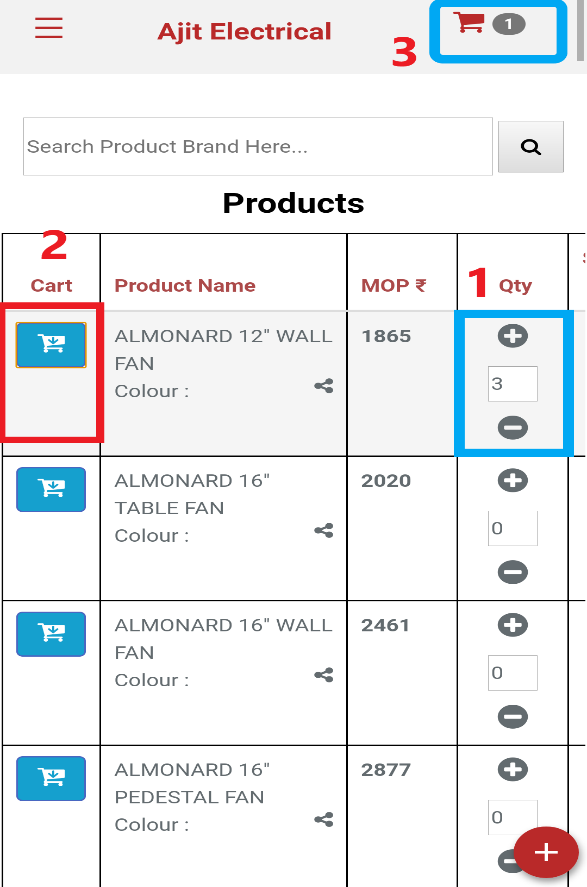 Ajit Electrical
1
3
Search Product Brand Here...
Products
2
1
Cart Product Name MOP ₹ Qty
ALMONARD 12" WALL FAN 1865
Colour :
3
ALMONARD 16" TABLE FAN 2020
Colour :
0
ALMONARD 16" WALL FAN 2461
Colour :
0
ALMONARD 16" PEDESTAL FAN 2877
Colour :
0